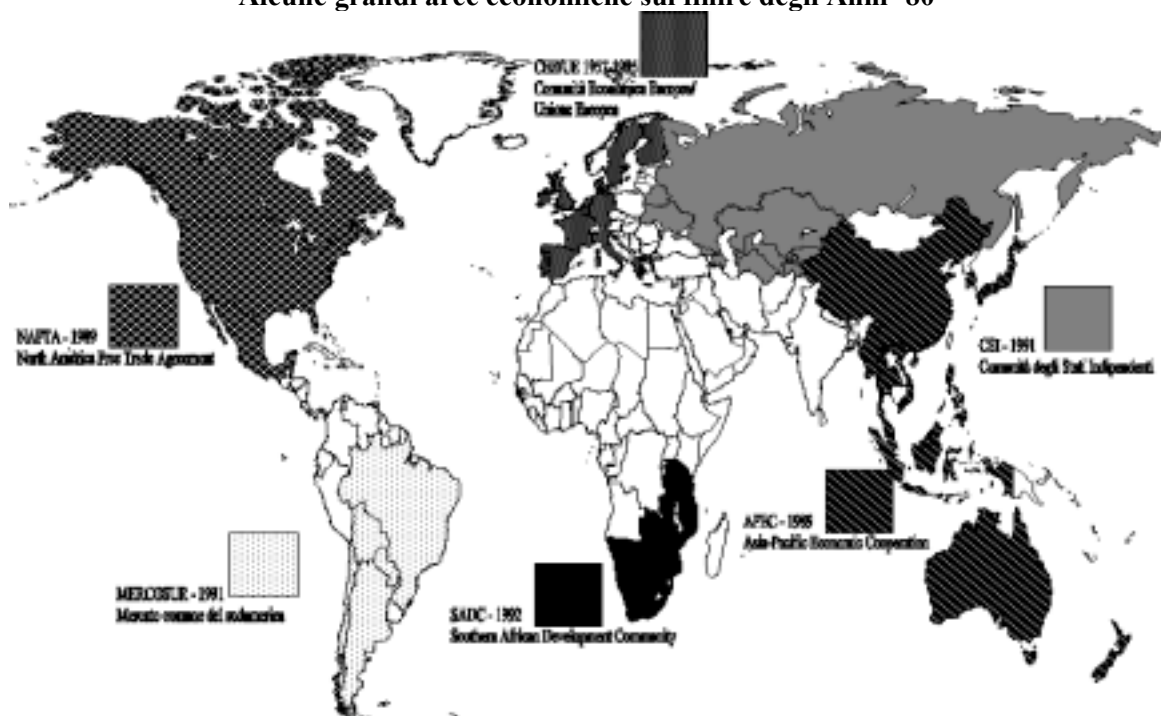 Alcune grandi aree economiche sul finire degli Anni '80
CEE/UE 1957-1995
Comunità Economica Europea/
Unione Europea
NAFTA - 1989
North América Free Trade Agreement
CSI - 1991
Comunità degli Stati Indipendenti
APEC - 1989
Asia-Pacific Economic Cooperation
MERCOSUR - 1991
Mercato comune del sudamerica
SADC - 1992
Southern African Development Community